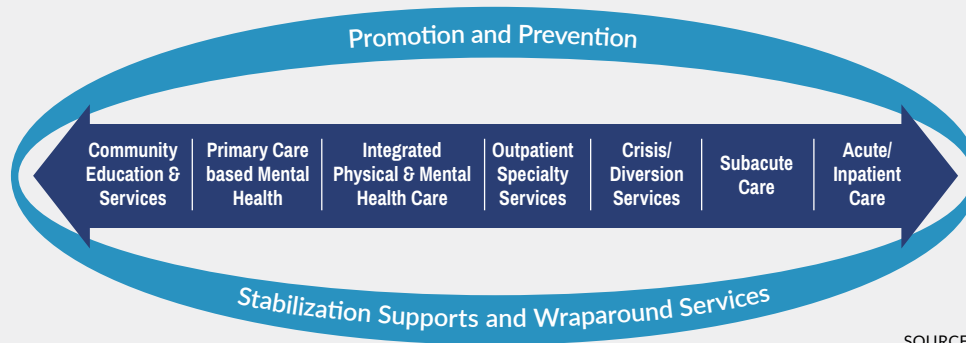 Promotion and Prevention
Community
Education &
Services
Primary Care
based Mental
Health
Integrated
Physical & Mental
Health Care
Outpatient
Specialty
Services
Crisis/
Diversion
Services
Subacute
Care
Acute/
Inpatient
Care
Stabilization Supports and Wraparound Services
SOURCE